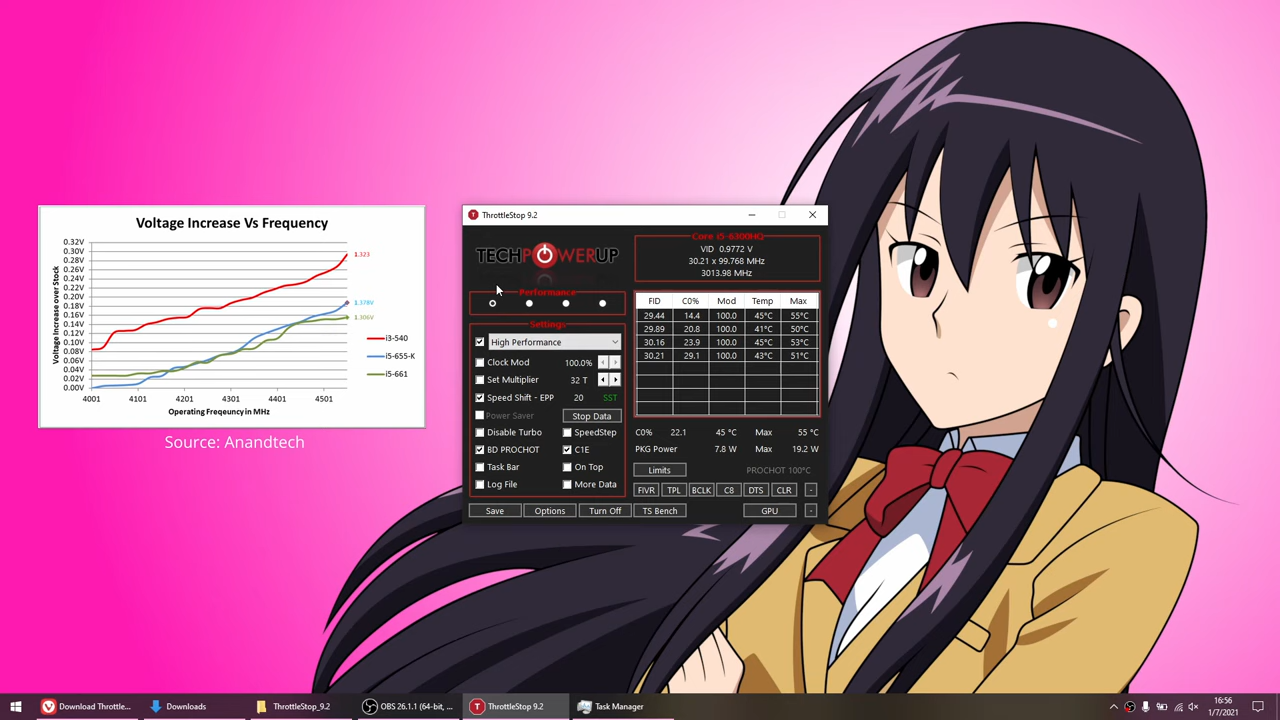 Voltage Increase Vs Frequency
Voltage Increase over Stock
0.32V
0.30V
0.28V
0.26V
0.24V
0.22V
0.20V
0.18V
0.16V
0.14V
0.12V
0.10V
0.08V
0.06V
0.04V
0.02V
0.00V
1.323
1.378V
1.306V
i3-540
i5-655-K
i5-661
4001 4101 4201 4301 4401 4501
Operating Freqeuncy in MHz
Source: Anandtech
ThrottleStop 9.2
TECHPOWERUP
Performance
Settings
High Performance
Clock Mod 100.0%
Set Multiplier 32 T
Speed Shift - EPP 20 SST
Power Saver Stop Data
Disable Turbo SpeedStep
BD PROCHOT C1E
Task Bar On Top
Log File More Data
Save Options Turn Off TS Bench GPU -
Core i5-6300HQ
VID 0.9772 V
30.21 x 99.768 MHz
3013.98 MHz
FID C0% Mod Temp Max
29.44 14.4 100.0 45°C 55°C
29.89 20.8 100.0 41°C 50°C
30.16 23.9 100.0 45°C 53°C
30.21 29.1 100.0 43°C 51°C
C0% 22.1 45 °C Max 55 °C
PKG Power 7.8 W Max 19.2 W
Limits PROCHOT 100°C
FIVR TPL BCLK C8 DTS CLR -
Download Throttle...
Downloads
ThrottleStop_9.2
OBS 26.1.1 (64-bit, ...
ThrottleStop 9.2
Task Manager
16:56
1/7/2021